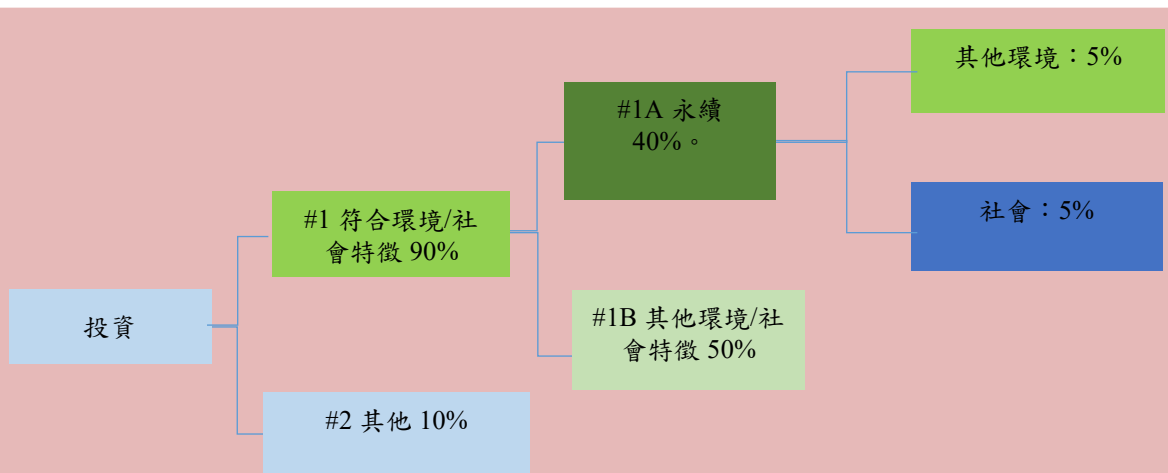 投資
#1 符合環境/社
會特徵 90%
#2 其他 10%
#1A 永續
40%。
#1B 其他環境/社
會特徵 50%
其他環境：5%
社會：5%